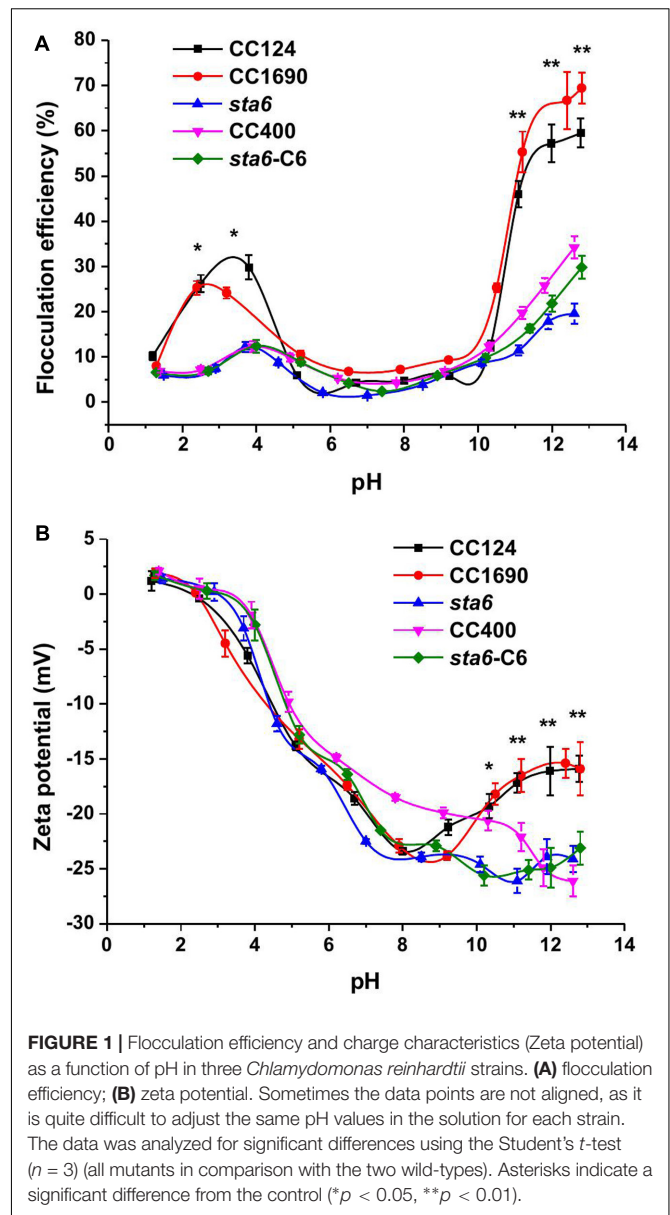 A
CC124
CC1690
sta6
CC400
sta6-C6
*
*
**
**
**
Flocculation efficiency (%)
80
70
60
50
40
30
20
10
0
0 2 4 6 8 10 12 14
pH
B
CC124
CC1690
sta6
CC400
sta6-C6
*
**
**
**
Zeta potential (mV)
5
0
-5
-10
-15
-20
-25
-30
0 2 4 6 8 10 12 14
pH
FIGURE 1 | Flocculation efficiency and charge characteristics (Zeta potential)
as a function of pH in three Chlamydomonas reinhardtii strains. (A) flocculation
efficiency; (B) zeta potential. Sometimes the data points are not aligned, as it
is quite difficult to adjust the same pH values in the solution for each strain.
The data was analyzed for significant differences using the Student's t-test
(n = 3) (all mutants in comparison with the two wild-types). Asterisks indicate a
significant difference from the control (*p < 0.05, **p < 0.01).